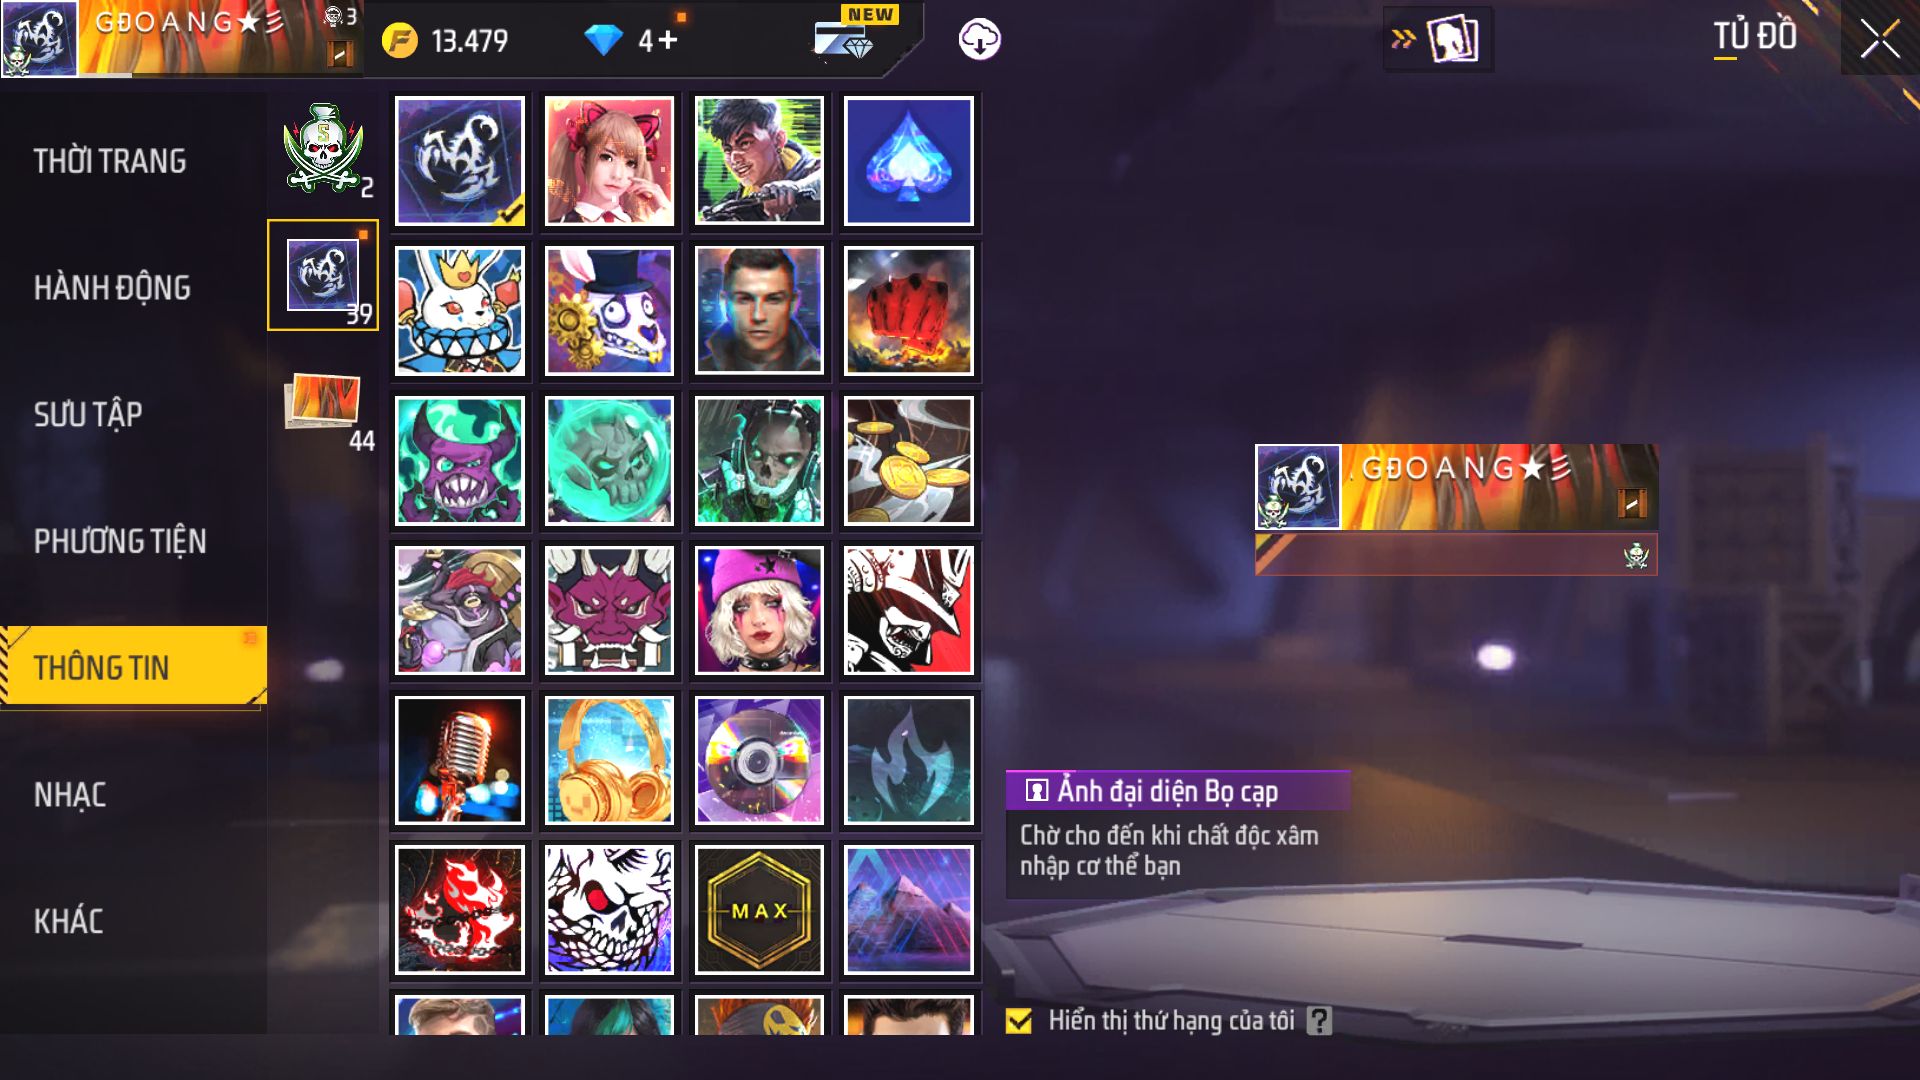 GĐOANG★彡
3
13.479
4+
NEW
TỦ ĐỒ
THỜI TRANG
HÀNH ĐỘNG
SƯU TẬP
PHƯƠNG TIỆN
THÔNG TIN
NHẠC
KHÁC
S
2
39
44
MAX
.GĐOANG★彡
Ảnh đại diện Bọ cạp
Chờ cho đến khi chất độc xâm
nhập cơ thể bạn
Hiển thị thứ hạng của tôi ?